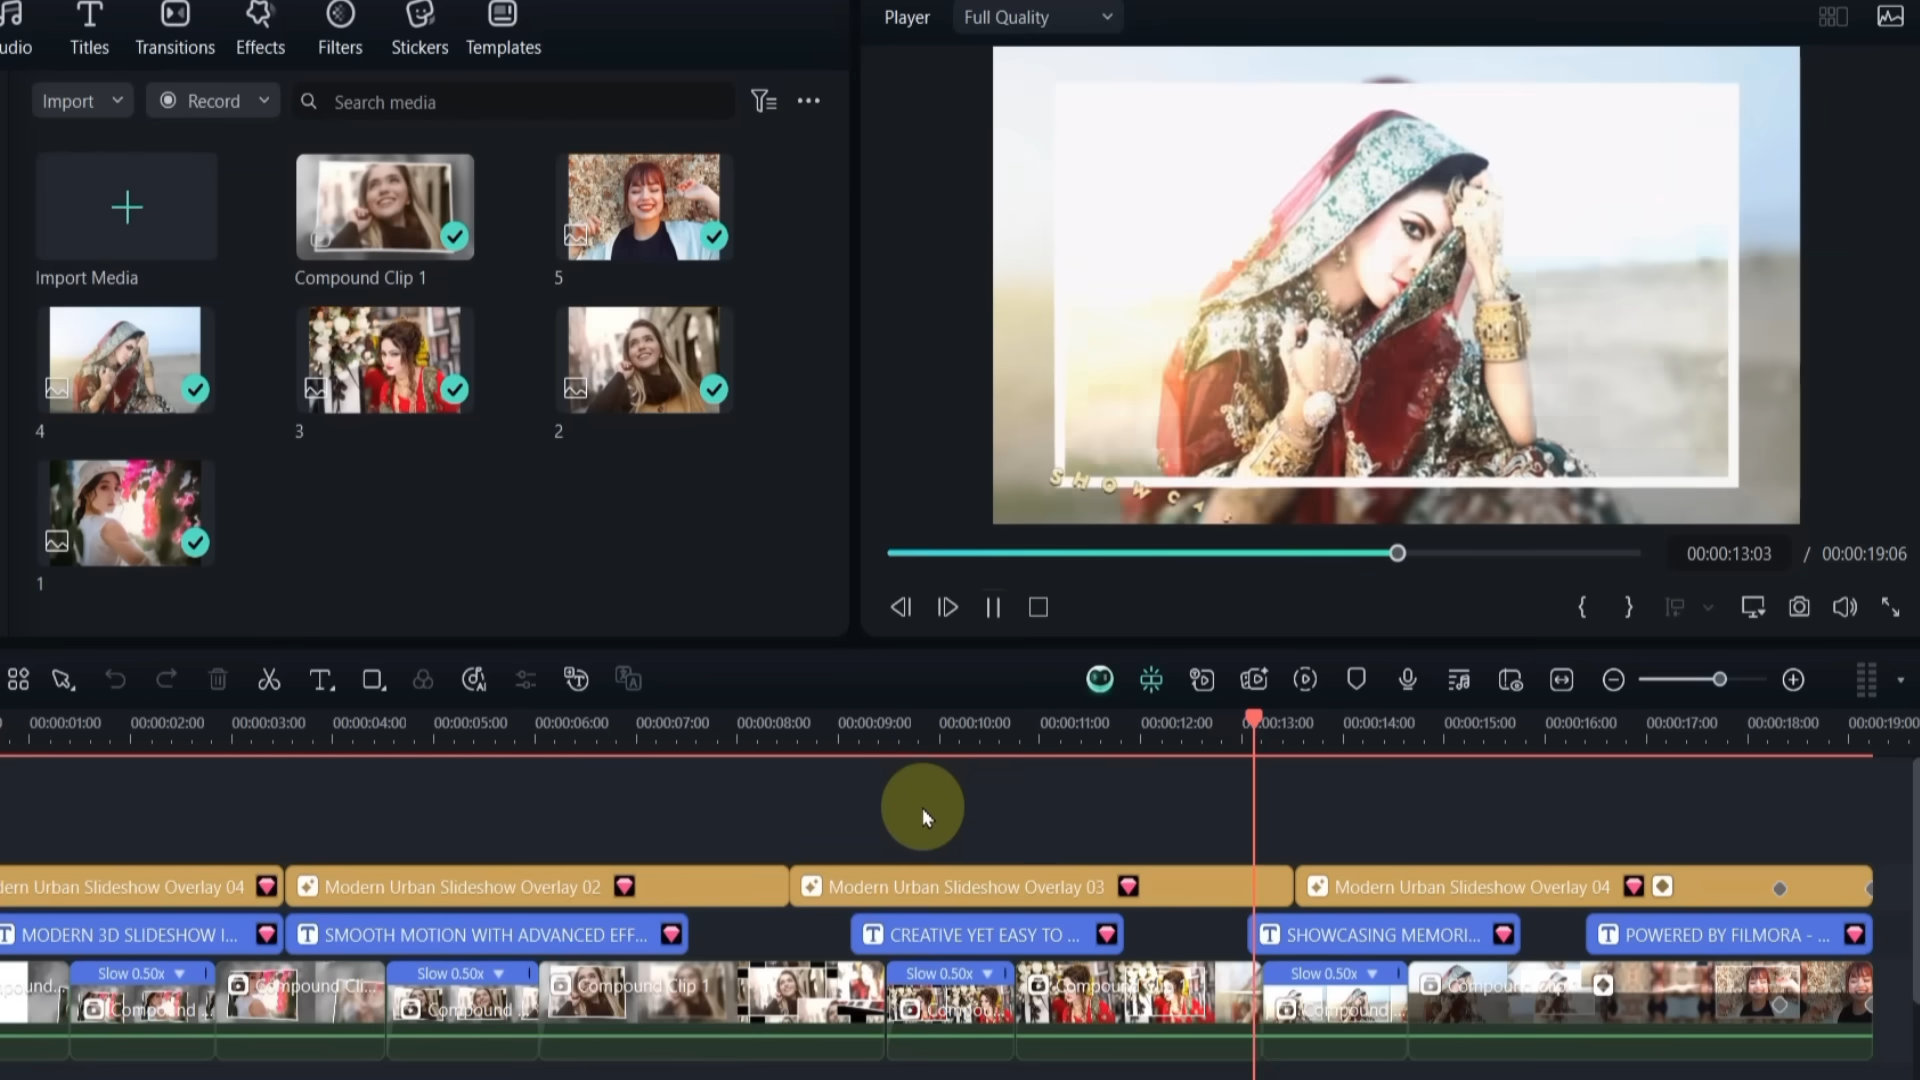 Titles
Transitions
Effects
Filters
Stickers
Templates
Player
Full Quality
Import
Record
Search media
Import Media
Compound Clip 1
5
4
3
2
1
SHOWCA
00:00:13:03 / 00:00:19:06
00:00:01:00 00:00:02:00 00:00:03:00 00:00:04:00 00:00:05:00 00:00:06:00 00:00:07:00 00:00:08:00 00:00:09:00 00:00:10:00 00:00:11:00 00:00:12:00 00:00:13:00 00:00:14:00 00:00:15:00 00:00:16:00 00:00:17:00 00:00:18:00 00:00:19:00
dern Urban Slideshow Overlay 04
Modern Urban Slideshow Overlay 02
Modern Urban Slideshow Overlay 03
Modern Urban Slideshow Overlay 04
MODERN 3D SLIDESHOW I...
SMOOTH MOTION WITH ADVANCED EFF...
CREATIVE YET EASY TO ...
SHOWCASING MEMORI...
POWERED BY FILMORA - ...
Slow 0.50x
Slow 0.50x
Slow 0.50x
Slow 0.50x
Compound Cli...
Compound Clip 1
Compound ...
Compound ...
Compou...
Compound ...